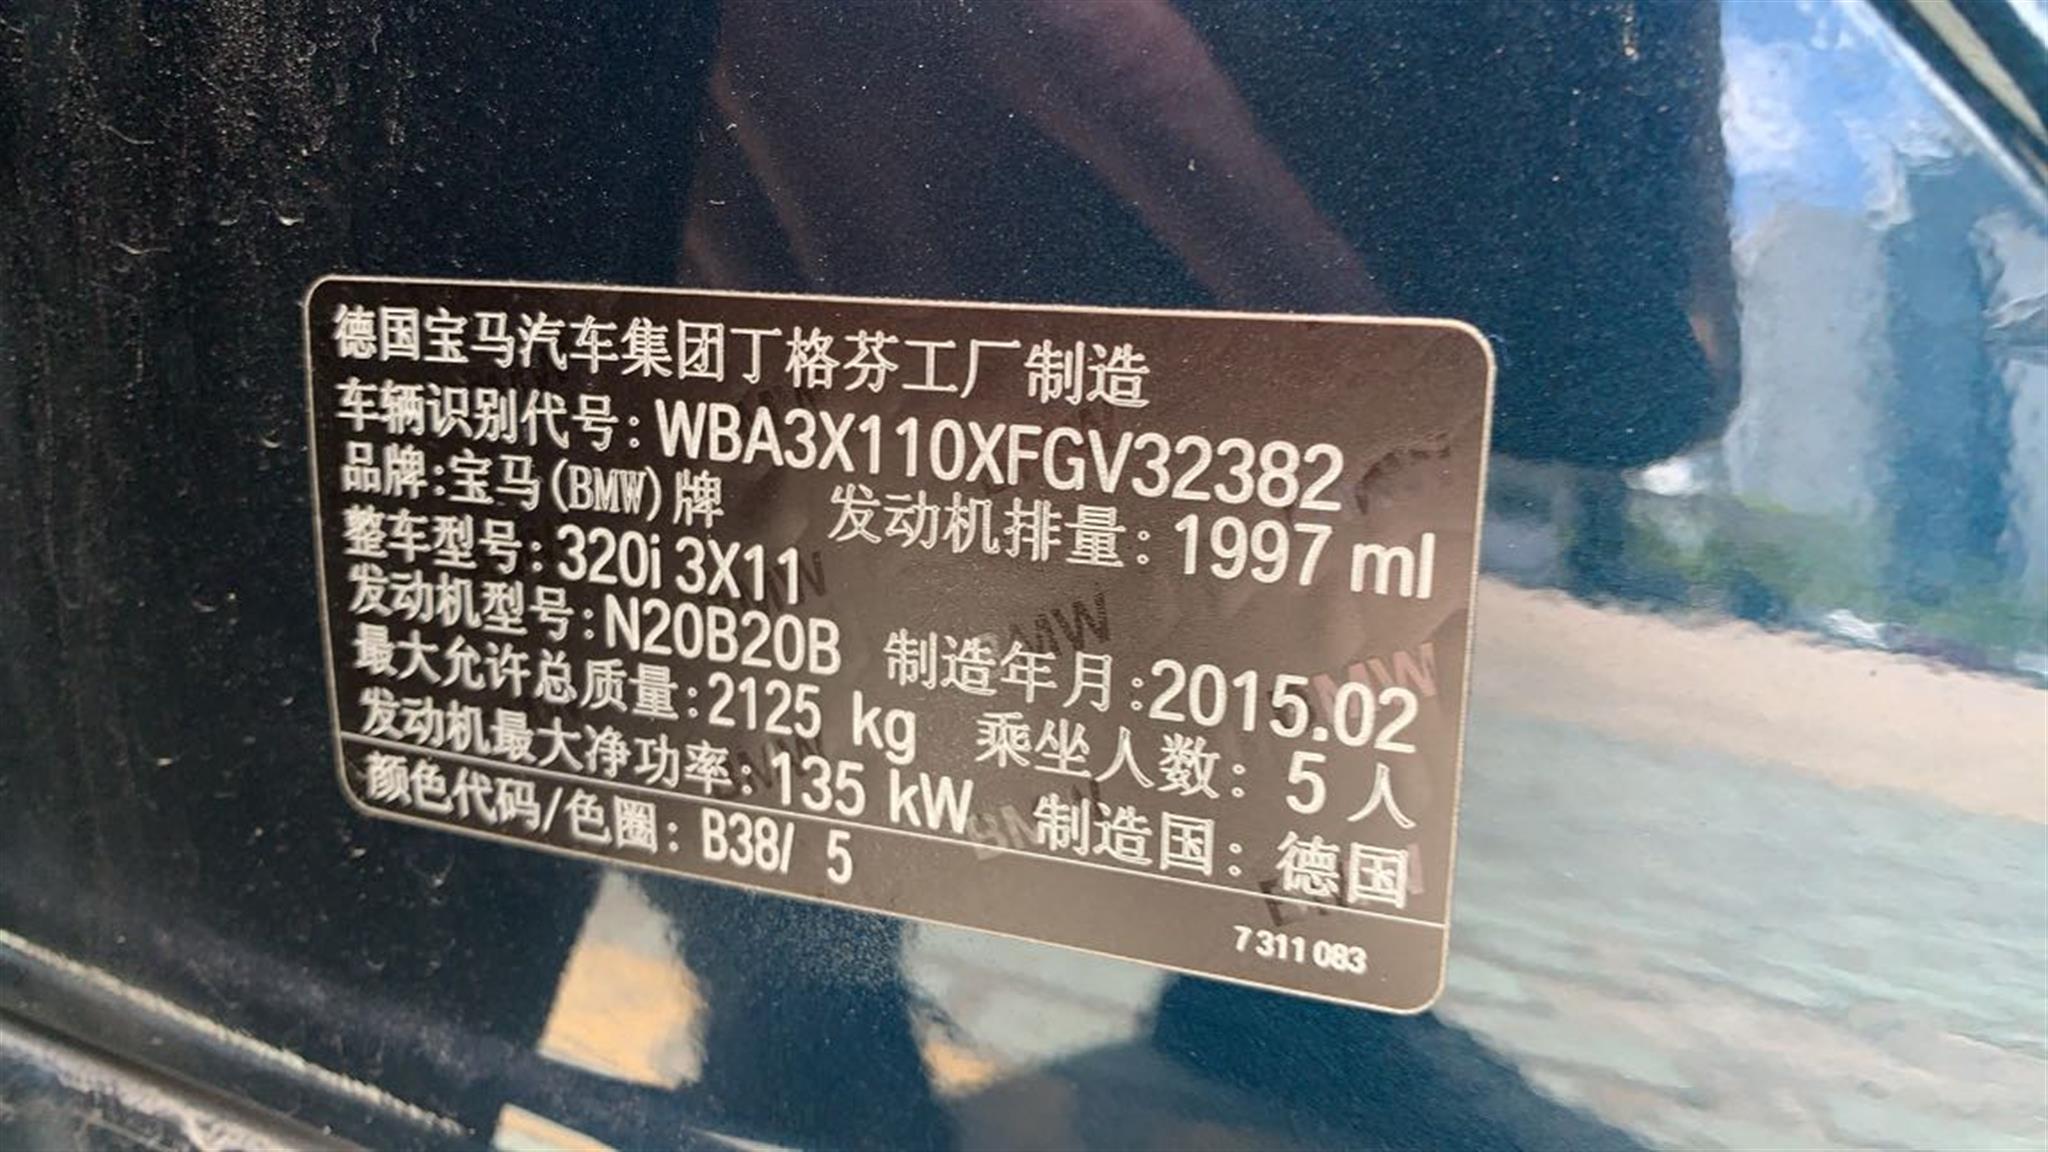 德国宝马汽车集团丁格芬工厂 制造
车辆识别代号: WBA3X110XFGV32382
品牌: 宝马(BMW)牌 发动机排量: 1997 ml
整车型号: 320i 3X11
发动机型号: N20B20B 制造年月: 2015.02
最大允许总质量: 2125 kg 乘坐人数: 5 人
发动机最大净功率: 135 kW 制造国: 德国
颜色代码/色圈: B38/ 5
7 311 083